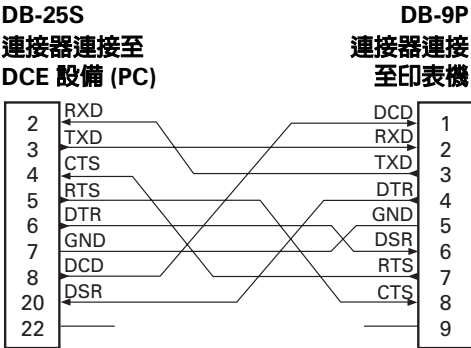 DB-25S
連接器連接至
DCE 設備 (PC)
DB-9P
連接器連接
至印表機
2
3
4
5
6
7
8
20
22
RXD
TXD
CTS
RTS
DTR
GND
DCD
DSR
DCD
RXD
TXD
DTR
GND
DSR
RTS
CTS
1
2
3
4
5
6
7
8
9